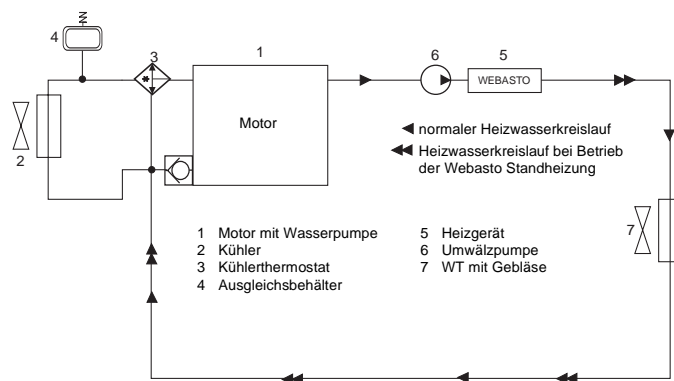 4
3
1
6
5
WEBASTO
Motor
2
7
normaler Heizwasserkreislauf
Heizwasserkreislauf bei Betrieb
der Webasto Standheizung
1 Motor mit Wasserpumpe
2 Kühler
3 Kühlerthermostat
4 Ausgleichsbehälter
5 Heizgerät
6 Umwälzpumpe
7 WT mit Gebläse